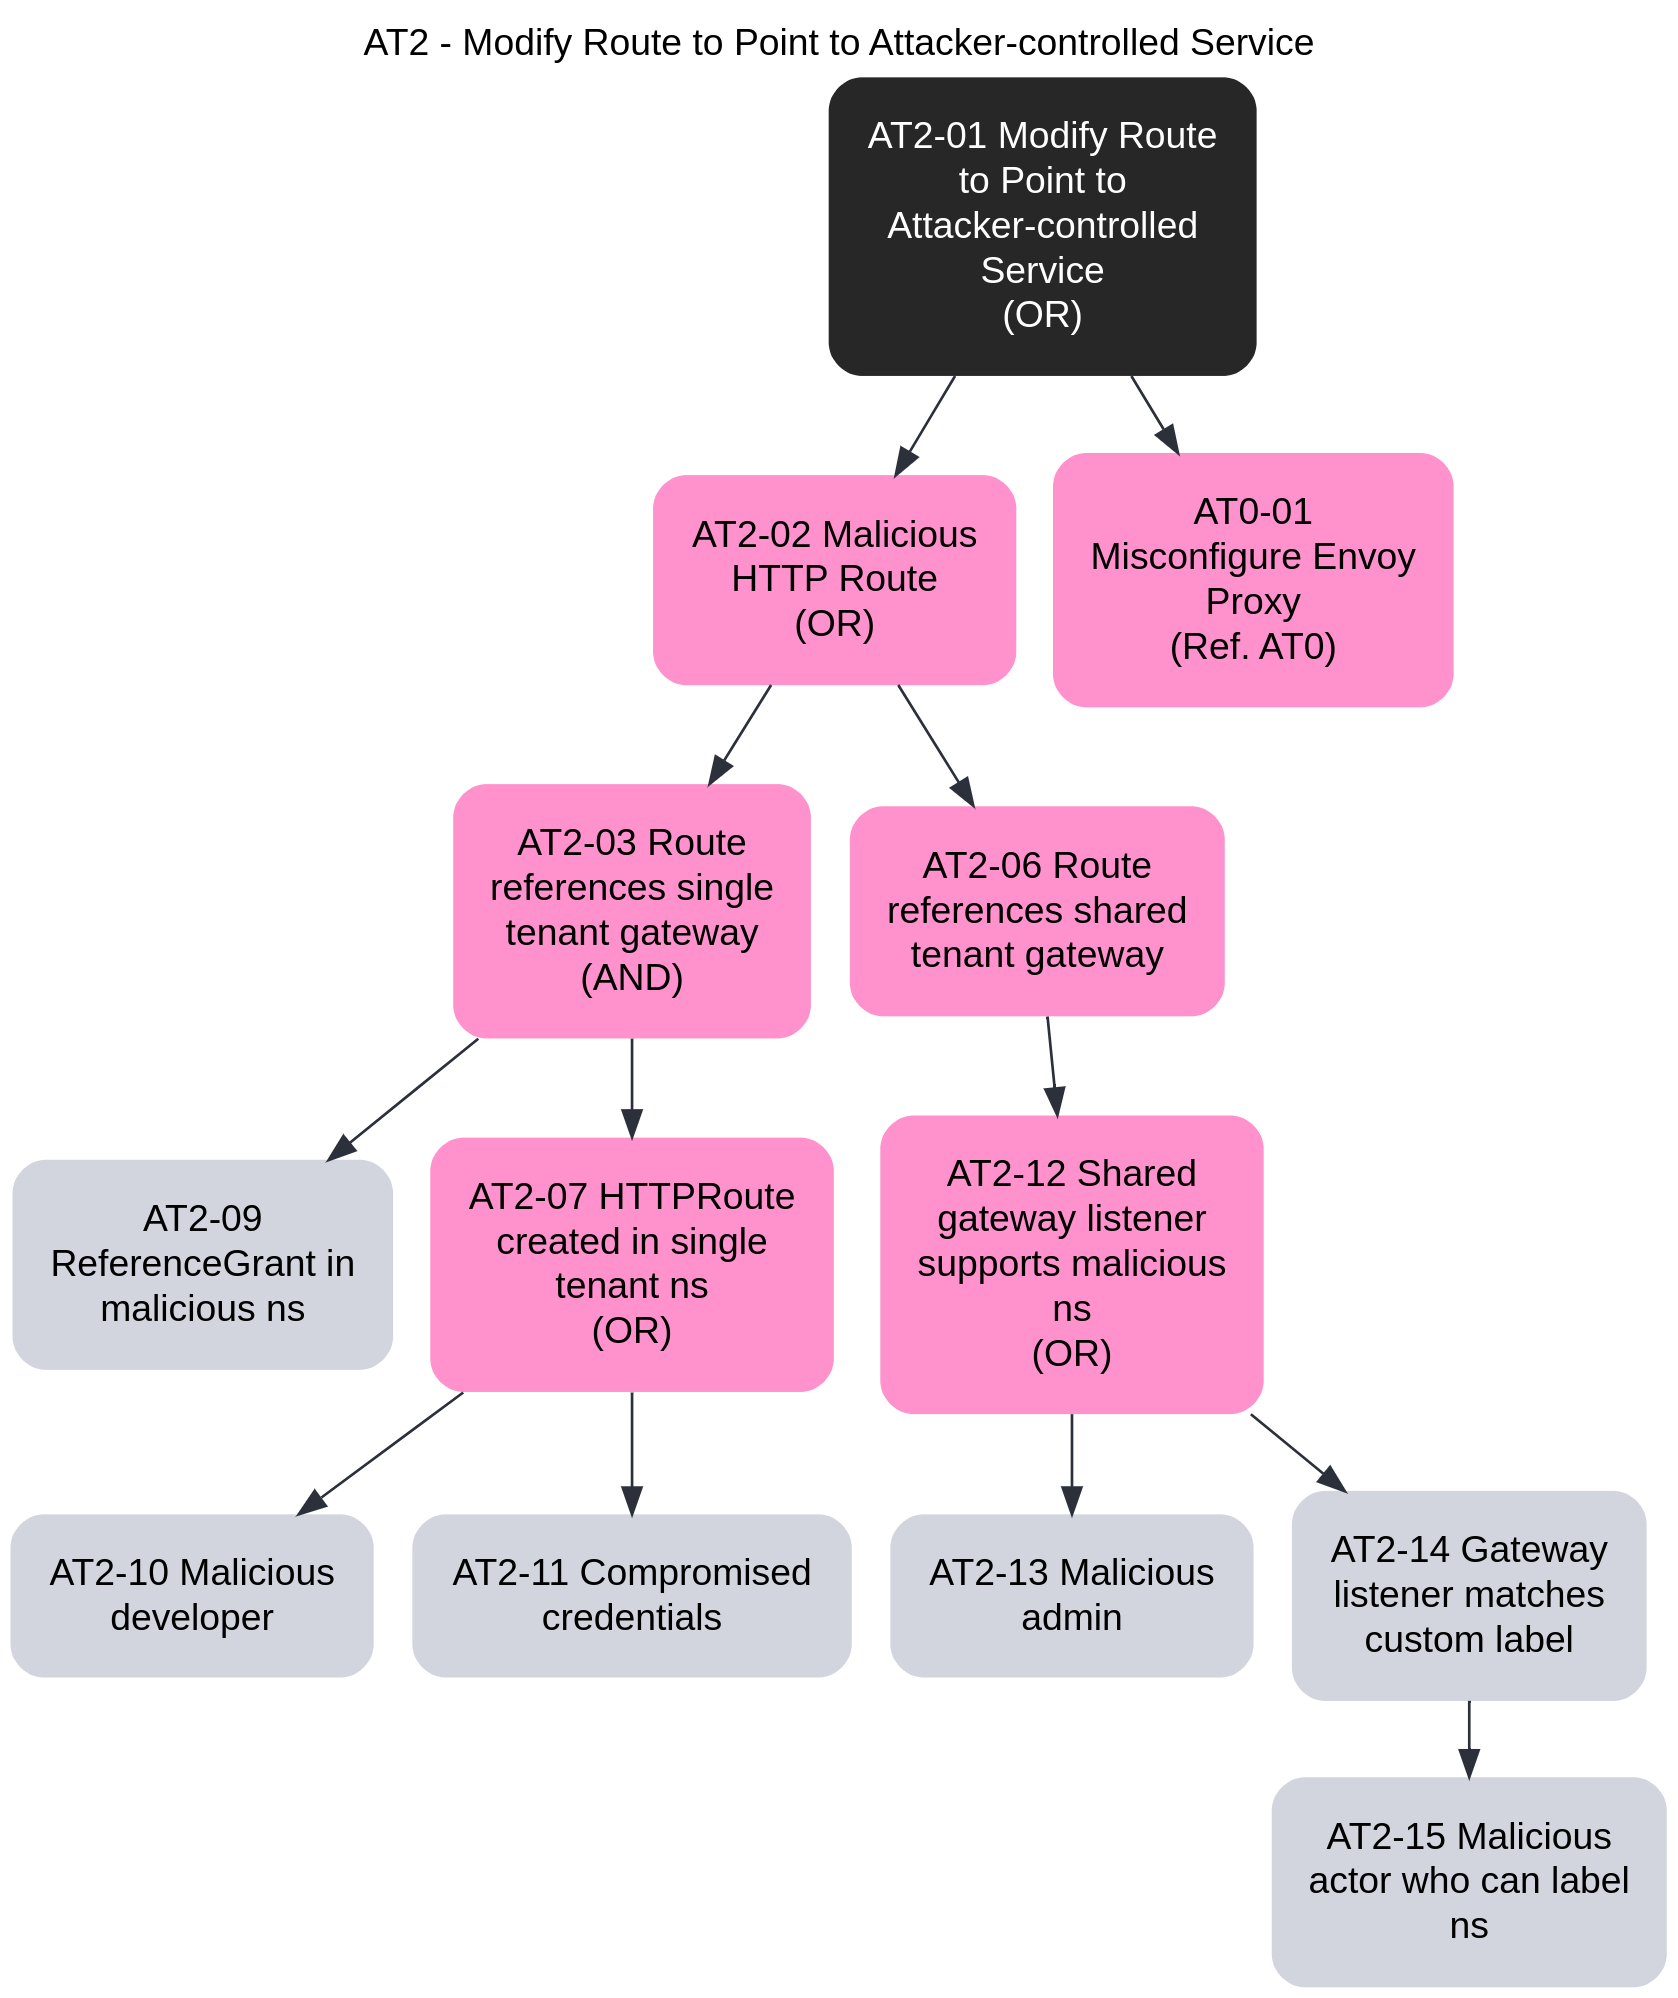 AT2 - Modify Route to Point to Attacker-controlled Service
AT2-01 Modify Route
to Point to
Attacker-controlled
Service
(OR)
AT2-02 Malicious
HTTP Route
(OR)
AT0-01
Misconfigure Envoy
Proxy
(Ref. AT0)
AT2-03 Route
references single
tenant gateway
(AND)
AT2-06 Route
references shared
tenant gateway
AT2-09
ReferenceGrant in
malicious ns
AT2-07 HTTPRoute
created in single
tenant ns
(OR)
AT2-12 Shared
gateway listener
supports malicious
ns
(OR)
AT2-10 Malicious
developer
AT2-11 Compromised
credentials
AT2-13 Malicious
admin
AT2-14 Gateway
listener matches
custom label
AT2-15 Malicious
actor who can label
ns